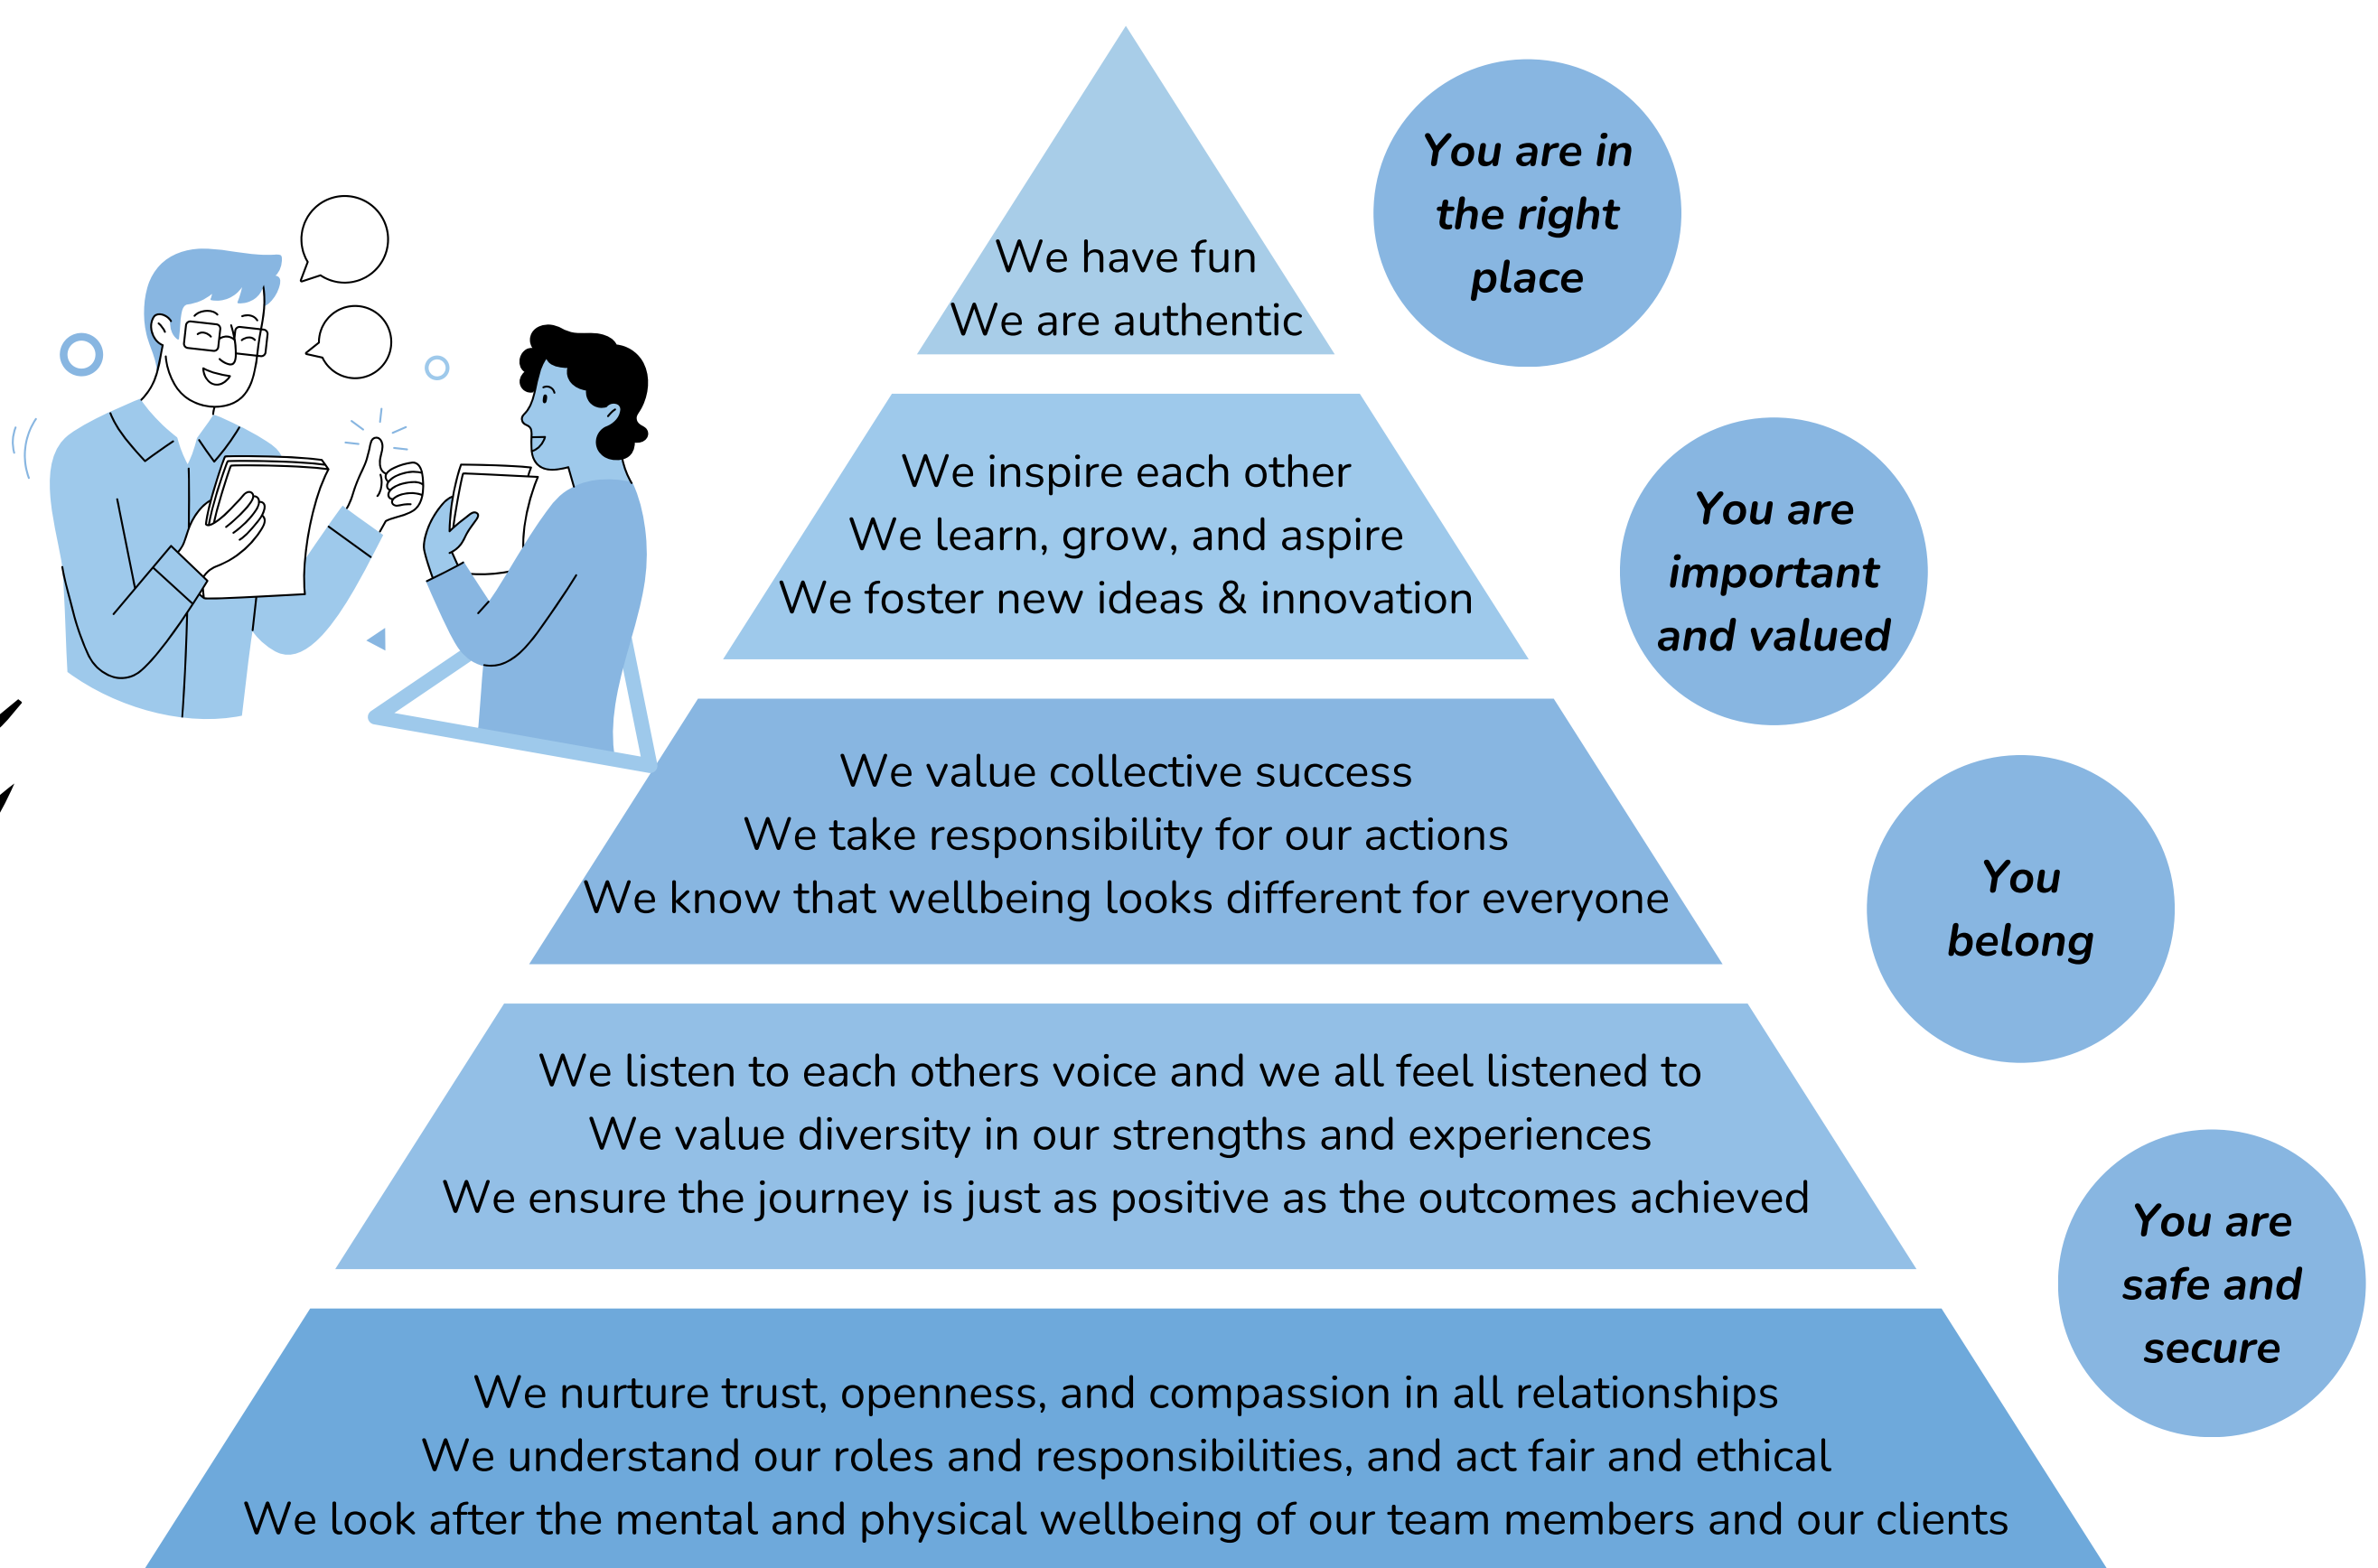 You are in
the right
place
We have fun
We are authentic
You are
important
and valued
We inspire each other
We learn, grow, and aspire
We foster new ideas & innovation
You
belong
We value collective success
We take responsibility for our actions
We know that wellbeing looks different for everyone
We listen to each others voice and we all feel listened to
We value diversity in our strengths and experiences
We ensure the journey is just as positive as the outcomes achieved
You are
safe and
secure
We nurture trust, openness, and compassion in all relationships
We understand our roles and responsibilities, and act fair and ethical
We look after the mental and physical wellbeing of our team members and our clients